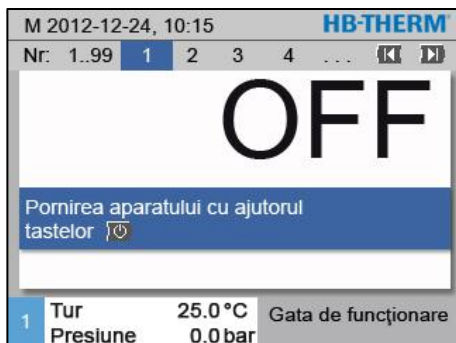 M 2012-12-24, 10:15 HB-THERM
Nr: 1..99 1 2 3 4 ...
OFF
Pornirea aparatului cu ajutorul
tastelor
1 Tur 25.0 °C Gata de funcționare
Presiune 0.0 bar